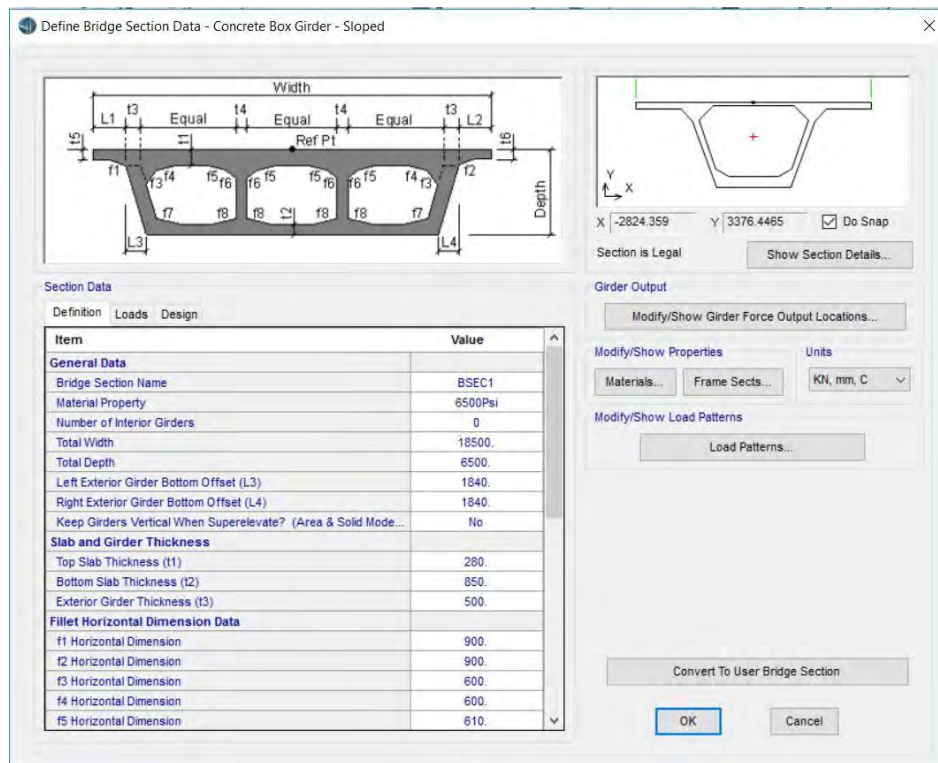 Define Bridge Section Data - Concrete Box Girder - Sloped
Width
L1 t3 Equal t4 Equal t4 Equal t3 L2
t5 t1 Ref Pt t6
f1 f3 f4 f5 f6 f6 f5 f5 f6 f6 f5 f4 f3 f2
Depth
f7 f8 f8 t2 f8 f8 f7
L3 L4
Y
X
X -2824.359 Y 3376.4465 Do Snap
Section is Legal Show Section Details...
Section Data
Definition Loads Design
Item Value
General Data
Bridge Section Name BSEC1
Material Property 6500Psi
Number of Interior Girders 0
Total Width 18500.
Total Depth 6500.
Left Exterior Girder Bottom Offset (L3) 1840.
Right Exterior Girder Bottom Offset (L4) 1840.
Keep Girders Vertical When Superelevate? (Area & Solid Mode... No
Slab and Girder Thickness
Top Slab Thickness (t1) 280.
Bottom Slab Thickness (t2) 850.
Exterior Girder Thickness (t3) 500.
Fillet Horizontal Dimension Data
f1 Horizontal Dimension 900.
f2 Horizontal Dimension 900.
f3 Horizontal Dimension 600.
f4 Horizontal Dimension 600.
f5 Horizontal Dimension 610.
Girder Output
Modify/Show Girder Force Output Locations...
Modify/Show Properties Units
Materials... Frame Sects... KN, mm, C
Modify/Show Load Patterns
Load Patterns...
Convert To User Bridge Section
OK Cancel